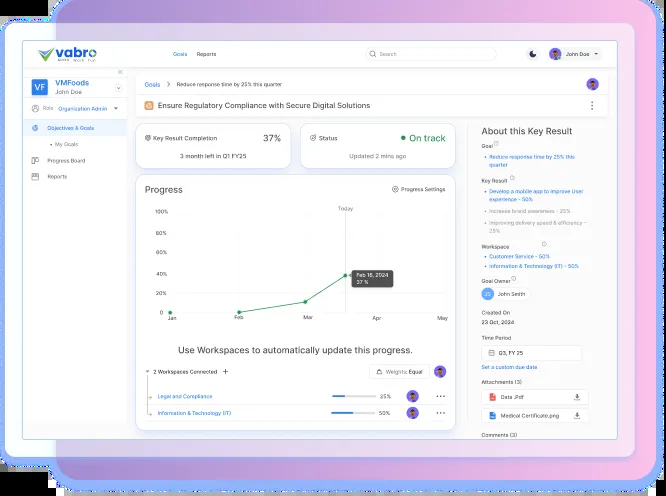 vabro
Goals Reports
Search
John Doe
VF
VMFoods
John Doe
Role Organization Admin
Objectives & Goals
My Goals
Progress Board
Reports
Goals > Reduce response time by 25% this quarter
Ensure Regulatory Compliance with Secure Digital Solutions
Key Result Completion 37%
3 month left in Q1 FY25
Status On track
Updated 2 mins ago
Progress
Progress Settings
Today
100%
80%
60%
40%
20%
0
Feb 16, 2024
37 %
Jan Feb Mar Apr May
Use Workspaces to automatically update this progress.
2 Workspaces Connected +
Weights: Equal
Legal and Compliance 25%
Information & Technology (IT) 50%
About this Key Result
Goal
Reduce response time by 25% this
quarter
Key Result
Develop a mobile app to improve User
experience - 50%
Increase brand awareness - 25%
Improving delivery speed & efficiency -
25%
Workspace
Customer Service - 50%
Information & Technology (IT) - 50%
Goal Owner
JS John Smith
Created On
23 Oct, 2024
Time Period
Q3, FY 25
Set a custom due date
Attachments (3)
Data .Pdf
Medical Certificate.png
Comments (3)